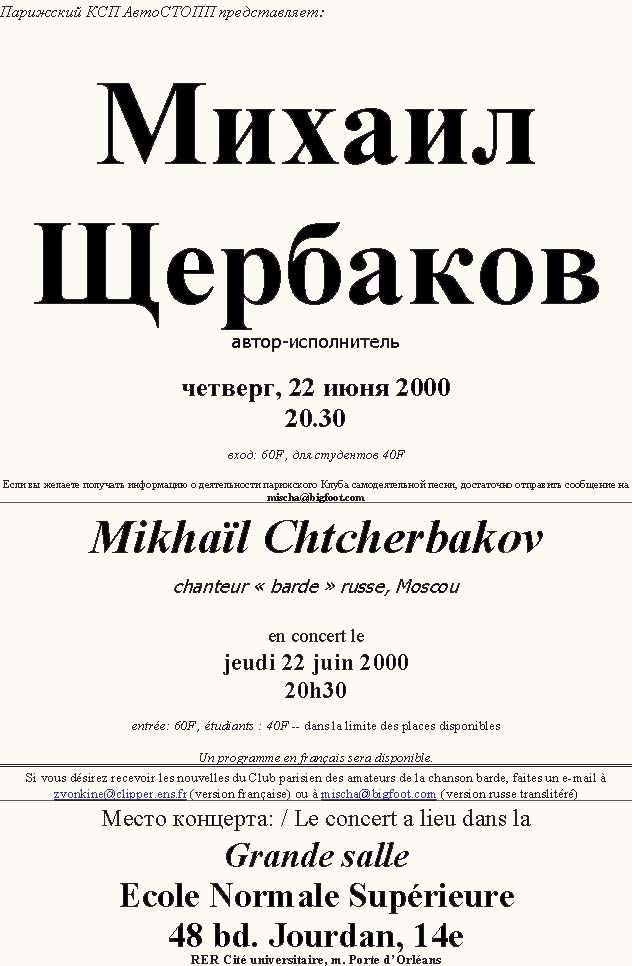 Парижский КСП АвтоСТОПП представляет:
Михаил
Щербаков
автор-исполнитель
четверг, 22 июня 2000
20.30
вход: 60F, для студентов 40F
Если вы желаете получать информацию о деятельности парижского Клуба самодеятельной песни, достаточно отправить сообщение на
mischa@bigfoot.com
Mikhaïl Chtcherbakov
chanteur « barde » russe, Moscou
en concert le
jeudi 22 juin 2000
20h30
entrée: 60F, étudiants : 40F -- dans la limite des places disponibles
Un programme en français sera disponible.
Si vous désirez recevoir les nouvelles du Club parisien des amateurs de la chanson barde, faites un e-mail à
zvonkine@clipper.ens.fr (version française) ou à mischa@bigfoot.com (version russe translitéré)
Место концерта: / Le concert a lieu dans la
Grande salle
Ecole Normale Supérieure
48 bd. Jourdan, 14e
RER Cité universitaire, m. Porte d’Orléans